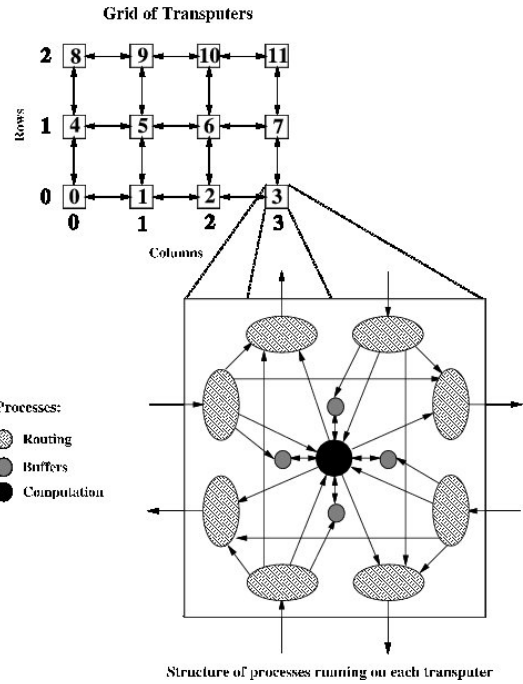 Grid of Transputers
2 8 9 10 11
Rows
1 4 5 6 7
0 0 1 2 3
0 1 2 3
Columns
Processes:
Routing
Buffers
Computation
Structure of processes running on each transputer